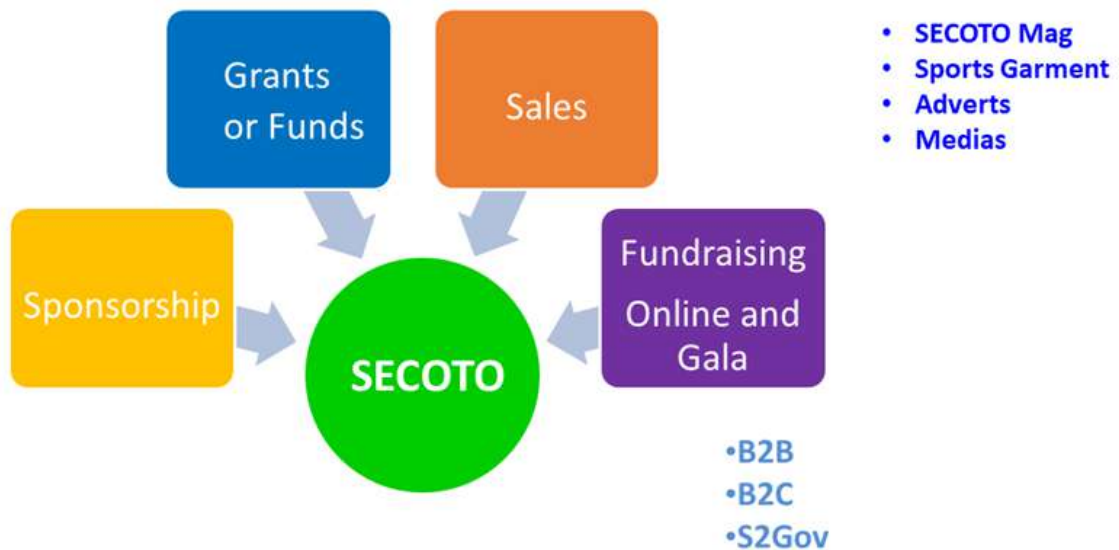 Grants
or Funds
Sales
• SECOTO Mag
• Sports Garment
• Adverts
• Medias
Sponsorship
SECOTO
Fundraising
Online and
Gala
•B2B
•B2C
•S2Gov